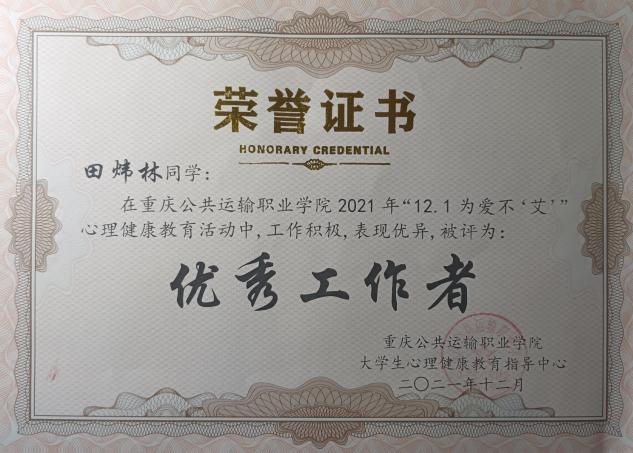 荣誉证书
HONORARY CREDENTIAL
田炜林同学：
在重庆公共运输职业学院2021年“12.1为爱不‘艾’”
心理健康教育活动中,工作积极,表现优异,被评为：
优秀工作者
重庆公共运输职业学院
大学生心理健康教育指导中心
二〇二一年十二月